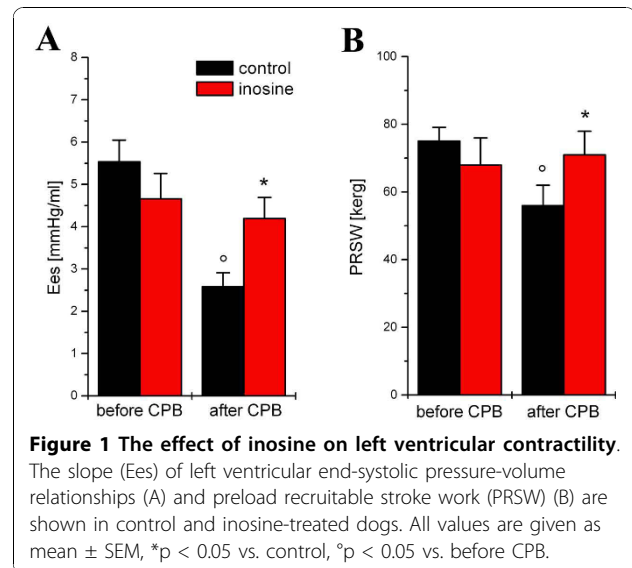 A
8
7
6
5
4
3
2
1
0
Ees [mmHg/ml]
control
inosine
°
*
before CPB after CPB
B
100
80
60
40
20
0
PRSW [kerg]
°
*
before CPB after CPB
Figure 1 The effect of inosine on left ventricular contractility.
The slope (Ees) of left ventricular end-systolic pressure-volume
relationships (A) and preload recruitable stroke work (PRSW) (B) are
shown in control and inosine-treated dogs. All values are given as
mean ± SEM, *p < 0.05 vs. control, °p < 0.05 vs. before CPB.